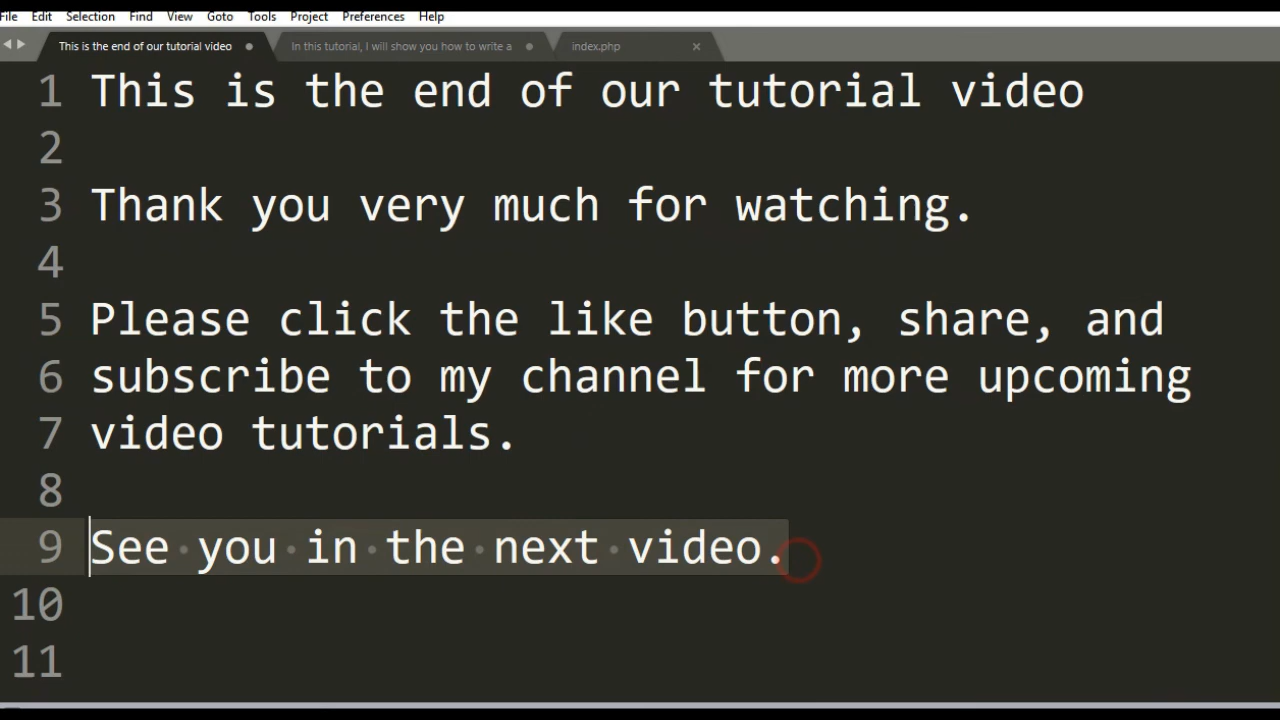 File Edit Selection Find View Goto Tools Project Preferences Help
This is the end of our tutorial video In this tutorial, I will show you how to write a index.php
1 This is the end of our tutorial video
2
3 Thank you very much for watching.
4
5 Please click the like button, share, and
6 subscribe to my channel for more upcoming
7 video tutorials.
8
9 See you in the next video.
10
11